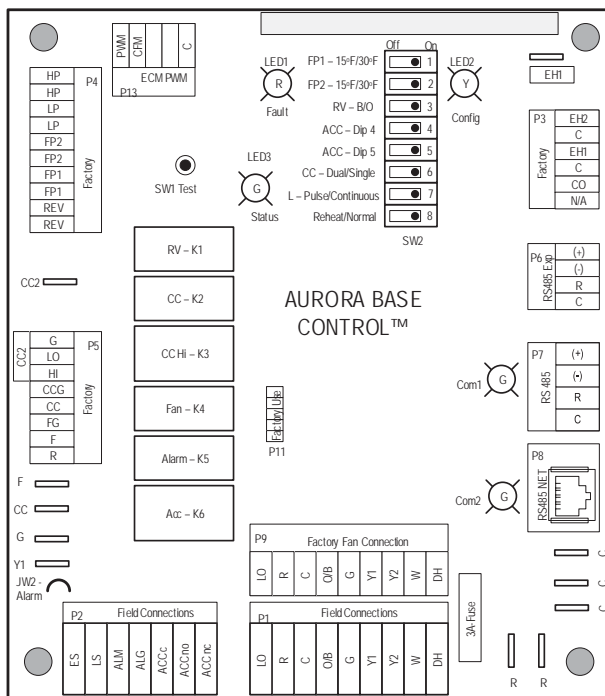 PWM
CFM
C
ECM PWM
P13
Off On
LED1
R
Fault
LED2
Y
Config
FP1 – 15ºF/30ºF 1
FP2 – 15ºF/30ºF 2
RV – B/O 3
ACC – Dip 4 4
ACC – Dip 5 5
CC – Dual/Single 6
L – Pulse/Continuous 7
Reheat/Normal 8
SW2
EH1
P4
Factory
HP
HP
LP
LP
FP2
FP2
FP1
FP1
REV
REV
SW1 Test
LED3
G
Status
P3
Factory
EH2
C
EH1
C
CO
N/A
CC2
RV – K1
CC – K2
CC Hi – K3
Fan – K4
Alarm – K5
Acc – K6
AURORA BASE
CONTROL™
P6
RS485 Exp
(+)
(-)
R
C
CC2
P5
Factory
G
LO
HI
CCG
CC
FG
F
R
Factory Use
P11
Com1
G
P7
RS 485
(+)
(-)
R
C
Com2
G
P8
RS485 NET
F
CC
G
Y1
JW2 -
Alarm
P9
Factory Fan Connection
LO
R
C
O/B
G
Y1
Y2
W
DH
P2
Field Connections
ES
LS
ALM
ALG
ACCc
ACCno
ACCnc
P1
Field Connections
LO
R
C
O/B
G
Y1
Y2
W
DH
3A-Fuse
C
C
C
R
R